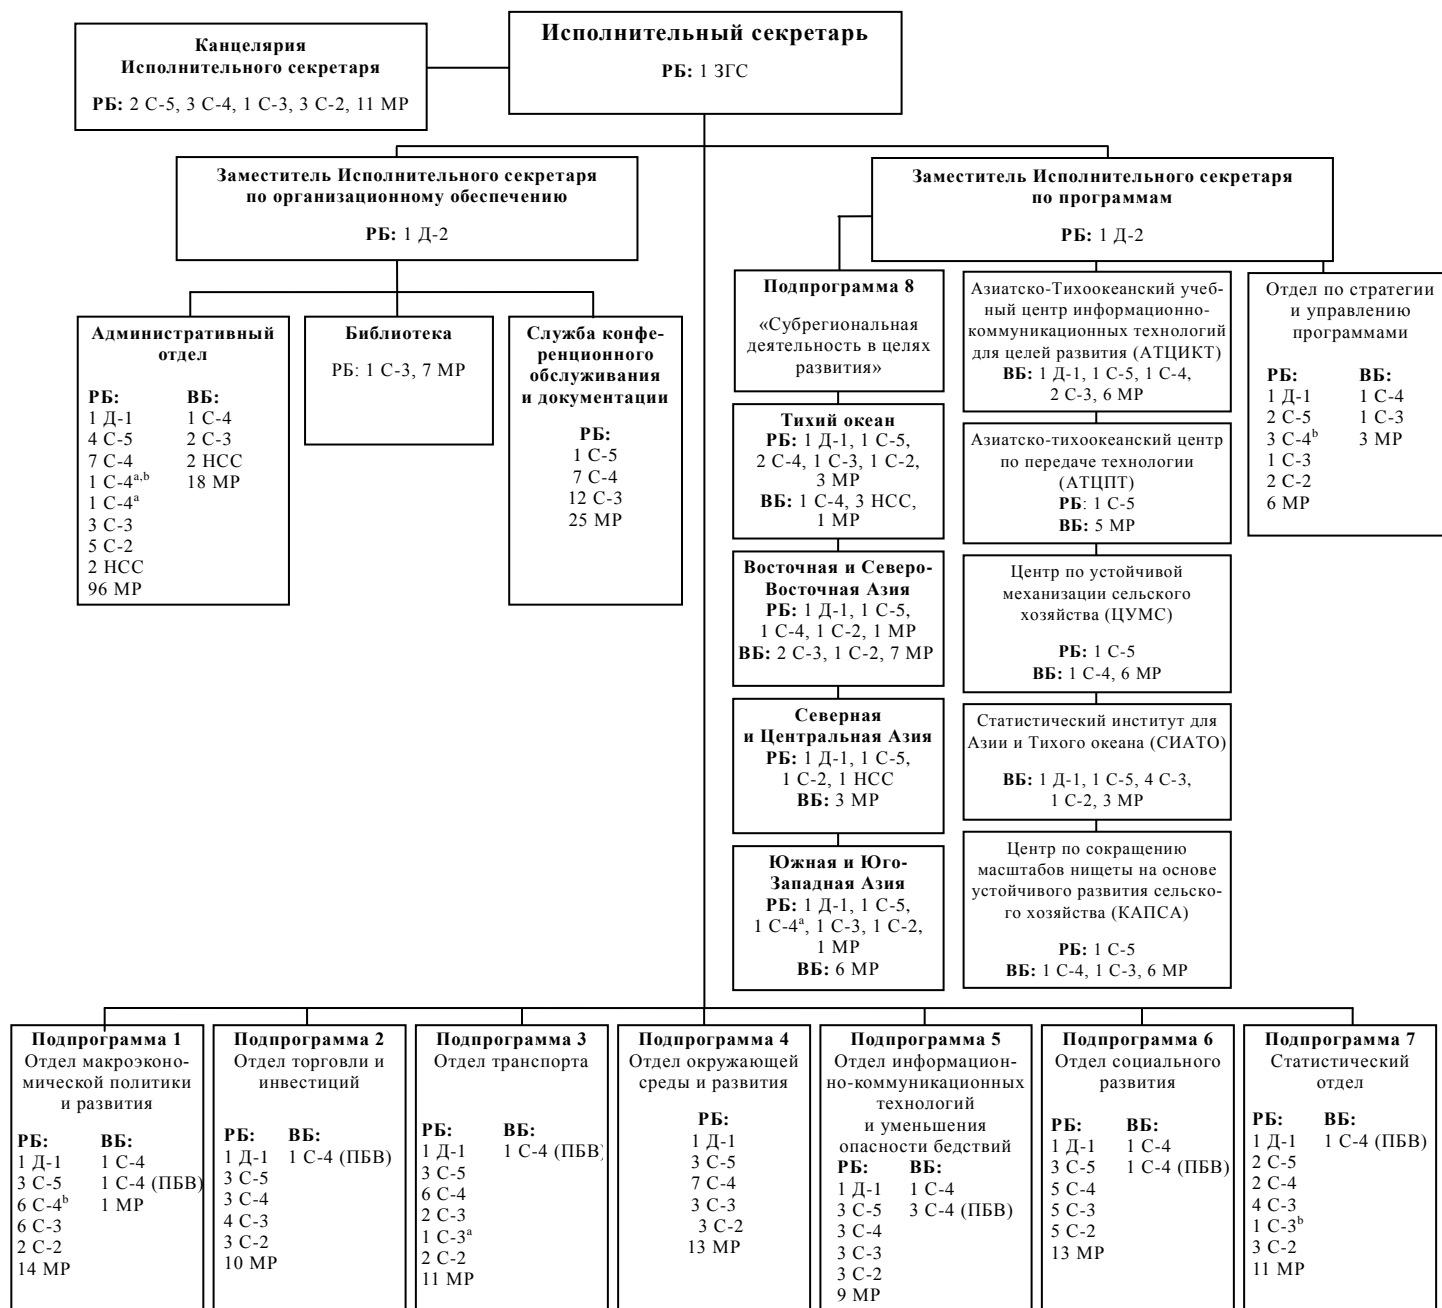 Канцелярия
Исполнительного секретаря
РБ: 2 С-5, 3 С-4, 1 С-3, 3 С-2, 11 МР
Исполнительный секретарь
РБ: 1 ЗГС
Заместитель Исполнительного секретаря
по организационному обеспечению
РБ: 1 Д-2
Заместитель Исполнительного секретаря
по программам
РБ: 1 Д-2
Административный
отдел
РБ:
1 Д-1
4 С-5
7 С-4
1 С-4a,b
1 С-4a
3 С-3
5 С-2
2 НСС
96 МР
ВБ:
1 С-4
2 С-3
2 НСС
18 МР
Библиотека
РБ: 1 С-3, 7 МР
Служба конфе-
ренционного
обслуживания
и документации
РБ:
1 С-5
7 С-4
12 С-3
25 МР
Подпрограмма 8
«Субрегиональная
деятельность в целях
развития»
Тихий океан
РБ: 1 Д-1, 1 С-5,
2 С-4, 1 С-3, 1 С-2,
3 МР
ВБ: 1 С-4, 3 НСС,
1 МР
Восточная и Северо-
Восточная Азия
РБ: 1 Д-1, 1 С-5,
1 С-4, 1 С-2, 1 МР
ВБ: 2 С-3, 1 С-2, 7 МР
Северная
и Центральная Азия
РБ: 1 Д-1, 1 С-5,
1 С-2, 1 НСС
ВБ: 3 МР
Южная и Юго-
Западная Азия
РБ: 1 Д-1, 1 С-5,
1 С-4a, 1 С-3, 1 С-2,
1 МР
ВБ: 6 МР
Азиатско-Тихоокеанский учеб-
ный центр информационно-
коммуникационных технологий
для целей развития (АТЦИКТ)
ВБ: 1 Д-1, 1 С-5, 1 С-4,
2 С-3, 6 МР
Азиатско-тихоокеанский центр
по передаче технологии
(АТЦПТ)
РБ: 1 С-5
ВБ: 5 МР
Центр по устойчивой
механизации сельского
хозяйства (ЦУМС)
РБ: 1 С-5
ВБ: 1 С-4, 6 МР
Статистический институт для
Азии и Тихого океана (СИАТО)
ВБ: 1 Д-1, 1 С-5, 4 С-3,
1 С-2, 3 МР
Центр по сокращению
масштабов нищеты на основе
устойчивого развития сельско-
го хозяйства (КАПСА)
РБ: 1 С-5
ВБ: 1 С-4, 1 С-3, 6 МР
Отдел по стратегии
и управлению
программами
РБ:
1 Д-1
2 С-5
3 С-4b
1 С-3
2 С-2
6 МР
ВБ:
1 С-4
1 С-3
3 МР
Подпрограмма 1
Отдел макроэконо-
мической политики
и развития
РБ:
1 Д-1
3 С-5
6 С-4b
6 С-3
2 С-2
14 МР
ВБ:
1 С-4
1 С-4 (ПБВ)
1 МР
Подпрограмма 2
Отдел торговли и
инвестиций
РБ:
1 Д-1
3 С-5
3 С-4
4 С-3
3 С-2
10 МР
ВБ:
1 С-4 (ПБВ)
Подпрограмма 3
Отдел транспорта
РБ:
1 Д-1
3 С-5
6 С-4
2 С-3
1 С-3a
2 С-2
11 МР
ВБ:
1 С-4 (ПБВ)
Подпрограмма 4
Отдел окружающей
среды и развития
РБ:
1 Д-1
3 С-5
7 С-4
3 С-3
3 С-2
13 МР
Подпрограмма 5
Отдел информацион-
но-коммуникационных
технологий
и уменьшения
опасности бедствий
РБ:
1 Д-1
3 С-5
3 С-4
3 С-3
3 С-2
9 МР
ВБ:
1 С-4
3 С-4 (ПБВ)
Подпрограмма 6
Отдел социального
развития
РБ:
1 Д-1
3 С-5
5 С-4
5 С-3
5 С-2
13 МР
ВБ:
1 С-4
1 С-4 (ПБВ)
Подпрограмма 7
Статистический
отдел
РБ:
1 Д-1
2 С-5
2 С-4
4 С-3
1 С-3b
3 С-2
11 МР
ВБ:
1 С-4 (ПБВ)